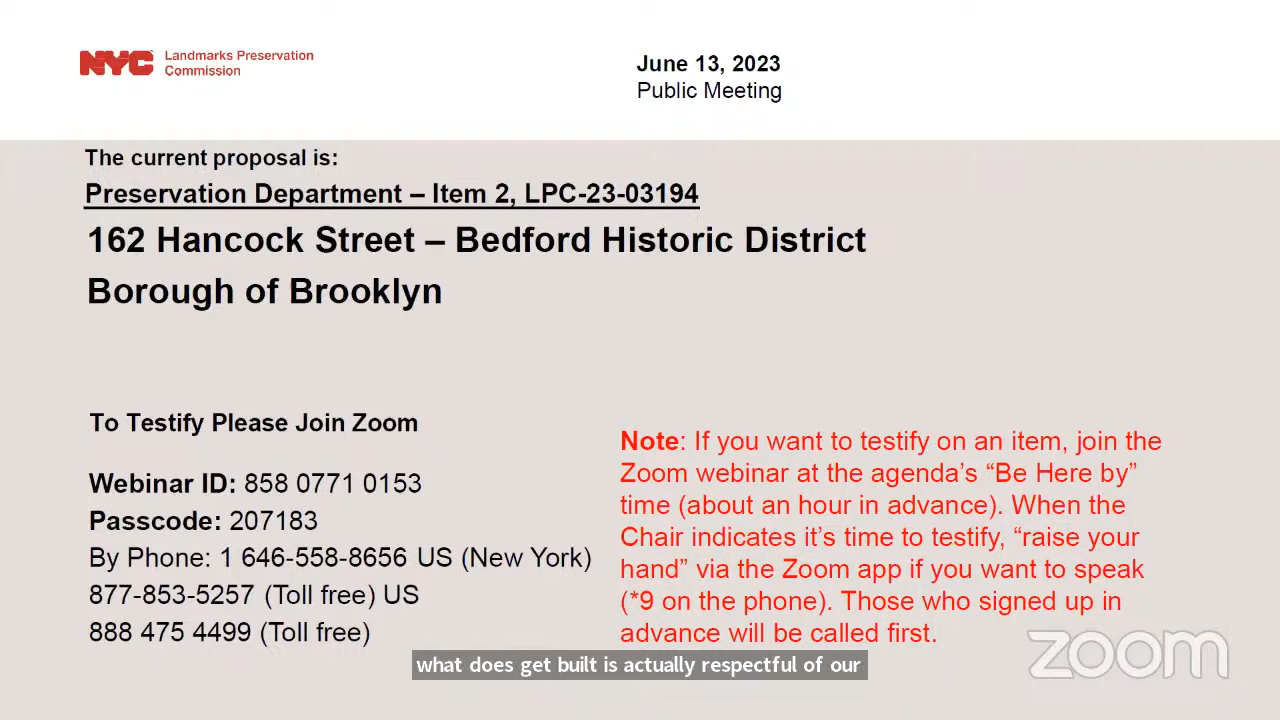 NYC Landmarks Preservation
Commission
June 13, 2023
Public Meeting
The current proposal is:
Preservation Department – Item 2, LPC-23-03194
162 Hancock Street – Bedford Historic District
Borough of Brooklyn
To Testify Please Join Zoom
Webinar ID: 858 0771 0153
Passcode: 207183
By Phone: 1 646-558-8656 US (New York)
877-853-5257 (Toll free) US
888 475 4499 (Toll free)
Note: If you want to testify on an item, join the
Zoom webinar at the agenda’s “Be Here by”
time (about an hour in advance). When the
Chair indicates it’s time to testify, “raise your
hand” via the Zoom app if you want to speak
(*9 on the phone). Those who signed up in
advance will be called first.
zoom
what does get built is actually respectful of our